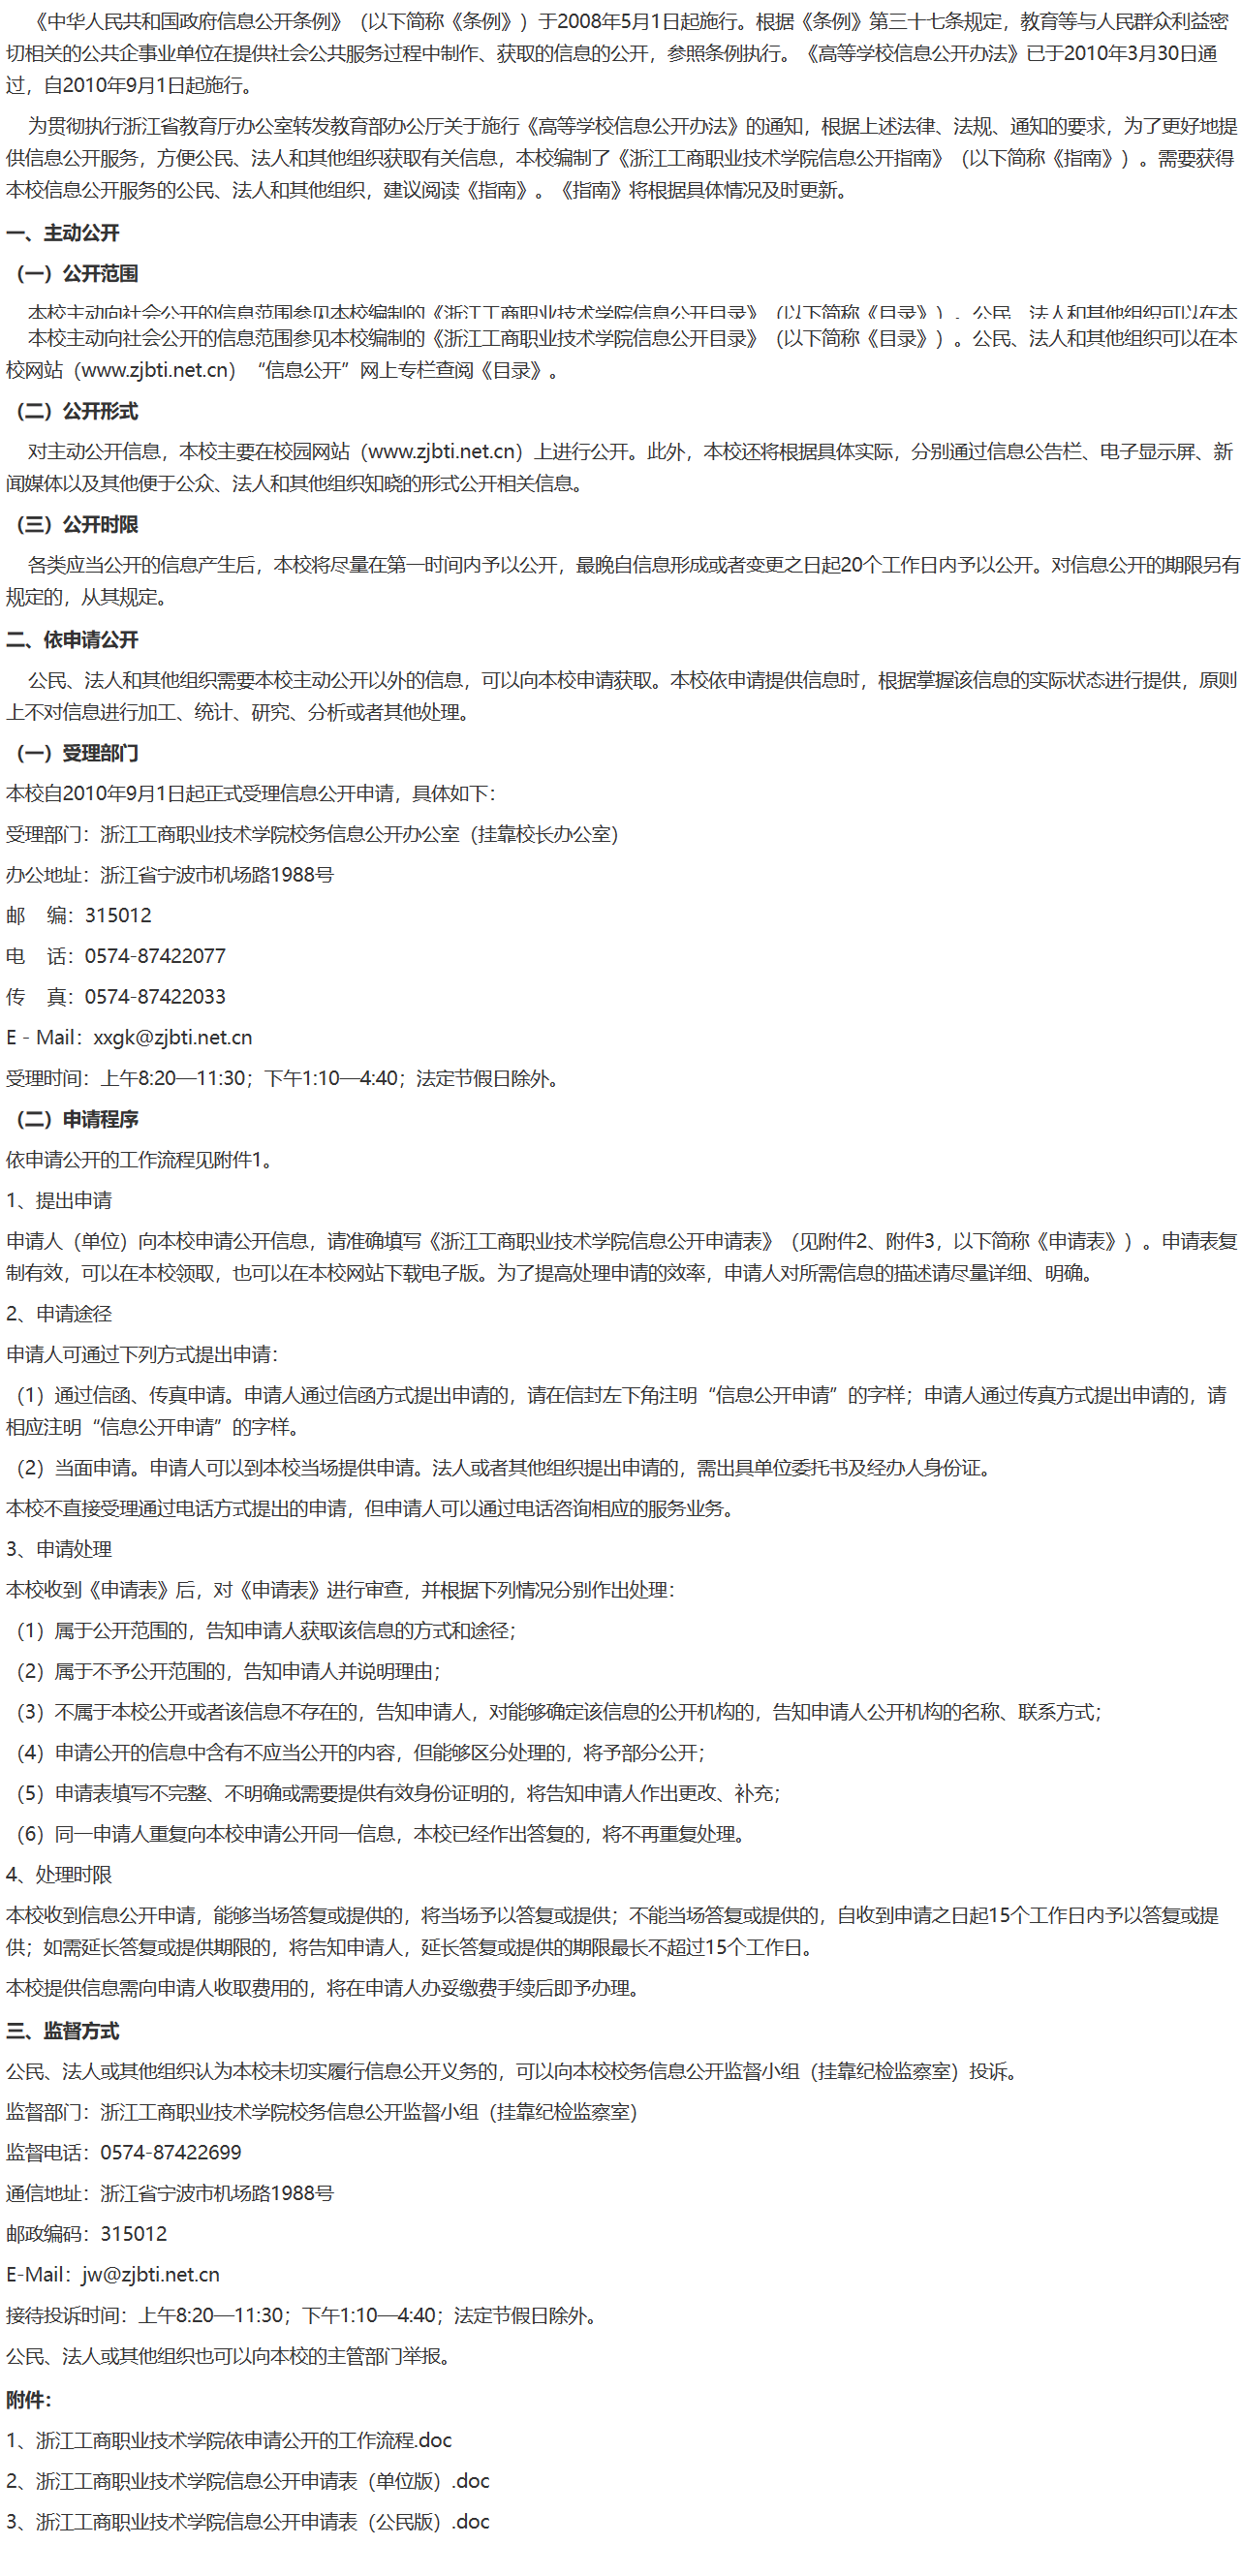 《中华人民共和国政府信息公开条例》（以下简称《条例》）于2008年5月1日起施行。根据《条例》第三十七条规定，教育等与人民群众利益密
切相关的公共企事业单位在提供社会公共服务过程中制作、获取的信息的公开，参照条例执行。《高等学校信息公开办法》已于2010年3月30日通
过，自2010年9月1日起施行。
为贯彻执行浙江省教育厅办公室转发教育部办公厅关于施行《高等学校信息公开办法》的通知，根据上述法律、法规、通知的要求，为了更好地提
供信息公开服务，方便公民、法人和其他组织获取有关信息，本校编制了《浙江工商职业技术学院信息公开指南》（以下简称《指南》）。需要获得
本校信息公开服务的公民、法人和其他组织，建议阅读《指南》。《指南》将根据具体情况及时更新。
一、主动公开
（一）公开范围
本校主动向社会公开的信息范围参见本校编制的《浙江工商职业技术学院信息公开目录》（以下简称《目录》）。公民、法人和其他组织可以在本
本校主动向社会公开的信息范围参见本校编制的《浙江工商职业技术学院信息公开目录》（以下简称《目录》）。公民、法人和其他组织可以在本
校网站（www.zjbti.net.cn）“信息公开”网上专栏查阅《目录》。
（二）公开形式
对主动公开信息，本校主要在校园网站（www.zjbti.net.cn）上进行公开。此外，本校还将根据具体实际，分别通过信息公告栏、电子显示屏、新
闻媒体以及其他便于公众、法人和其他组织知晓的形式公开相关信息。
（三）公开时限
各类应当公开的信息产生后，本校将尽量在第一时间内予以公开，最晚自信息形成或者变更之日起20个工作日内予以公开。对信息公开的期限另有
规定的，从其规定。
二、依申请公开
公民、法人和其他组织需要本校主动公开以外的信息，可以向本校申请获取。本校依申请提供信息时，根据掌握该信息的实际状态进行提供，原则
上不对信息进行加工、统计、研究、分析或者其他处理。
（一）受理部门
本校自2010年9月1日起正式受理信息公开申请，具体如下：
受理部门：浙江工商职业技术学院校务信息公开办公室（挂靠校长办公室）
办公地址：浙江省宁波市机场路1988号
邮　编：315012
电　话：0574-87422077
传　真：0574-87422033
E - Mail：xxgk@zjbti.net.cn
受理时间：上午8:20—11:30；下午1:10—4:40；法定节假日除外。
（二）申请程序
依申请公开的工作流程见附件1。
1、提出申请
申请人（单位）向本校申请公开信息，请准确填写《浙江工商职业技术学院信息公开申请表》（见附件2、附件3，以下简称《申请表》）。申请表复
制有效，可以在本校领取，也可以在本校网站下载电子版。为了提高处理申请的效率，申请人对所需信息的描述请尽量详细、明确。
2、申请途径
申请人可通过下列方式提出申请：
（1）通过信函、传真申请。申请人通过信函方式提出申请的，请在信封左下角注明“信息公开申请”的字样；申请人通过传真方式提出申请的，请
相应注明“信息公开申请”的字样。
（2）当面申请。申请人可以到本校当场提供申请。法人或者其他组织提出申请的，需出具单位委托书及经办人身份证。
本校不直接受理通过电话方式提出的申请，但申请人可以通过电话咨询相应的服务业务。
3、申请处理
本校收到《申请表》后，对《申请表》进行审查，并根据下列情况分别作出处理：
（1）属于公开范围的，告知申请人获取该信息的方式和途径；
（2）属于不予公开范围的，告知申请人并说明理由；
（3）不属于本校公开或者该信息不存在的，告知申请人，对能够确定该信息的公开机构的，告知申请人公开机构的名称、联系方式；
（4）申请公开的信息中含有不应当公开的内容，但能够区分处理的，将予部分公开；
（5）申请表填写不完整、不明确或需要提供有效身份证明的，将告知申请人作出更改、补充；
（6）同一申请人重复向本校申请公开同一信息，本校已经作出答复的，将不再重复处理。
4、处理时限
本校收到信息公开申请，能够当场答复或提供的，将当场予以答复或提供；不能当场答复或提供的，自收到申请之日起15个工作日内予以答复或提
供；如需延长答复或提供期限的，将告知申请人，延长答复或提供的期限最长不超过15个工作日。
本校提供信息需向申请人收取费用的，将在申请人办妥缴费手续后即予办理。
三、监督方式
公民、法人或其他组织认为本校未切实履行信息公开义务的，可以向本校校务信息公开监督小组（挂靠纪检监察室）投诉。
监督部门：浙江工商职业技术学院校务信息公开监督小组（挂靠纪检监察室）
监督电话：0574-87422699
通信地址：浙江省宁波市机场路1988号
邮政编码：315012
E-Mail：jw@zjbti.net.cn
接待投诉时间：上午8:20—11:30；下午1:10—4:40；法定节假日除外。
公民、法人或其他组织也可以向本校的主管部门举报。
附件：
1、浙江工商职业技术学院依申请公开的工作流程.doc
2、浙江工商职业技术学院信息公开申请表（单位版）.doc
3、浙江工商职业技术学院信息公开申请表（公民版）.doc